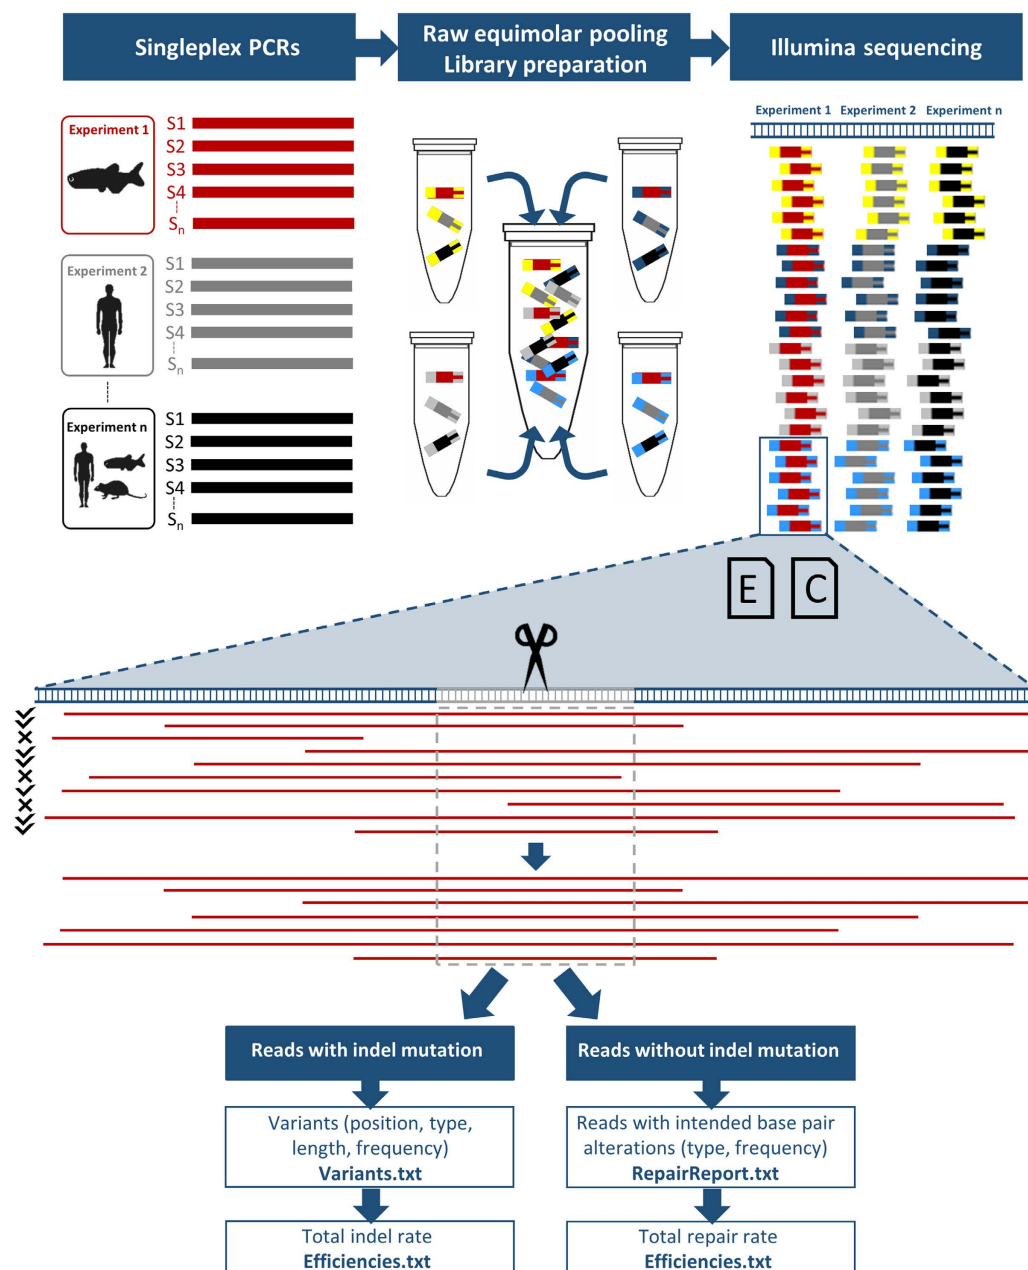 Singleplex PCRs
Raw equimolar pooling
Library preparation
Illumina sequencing
Experiment 1
S1
S2
S3
S4
Sn
Experiment 2
S1
S2
S3
S4
Sn
Experiment n
S1
S2
S3
S4
Sn
Experiment 1 Experiment 2 Experiment n
E C
Reads with indel mutation
Variants (position, type,
length, frequency)
Variants.txt
Total indel rate
Efficiencies.txt
Reads without indel mutation
Reads with intended base pair
alterations (type, frequency)
RepairReport.txt
Total repair rate
Efficiencies.txt